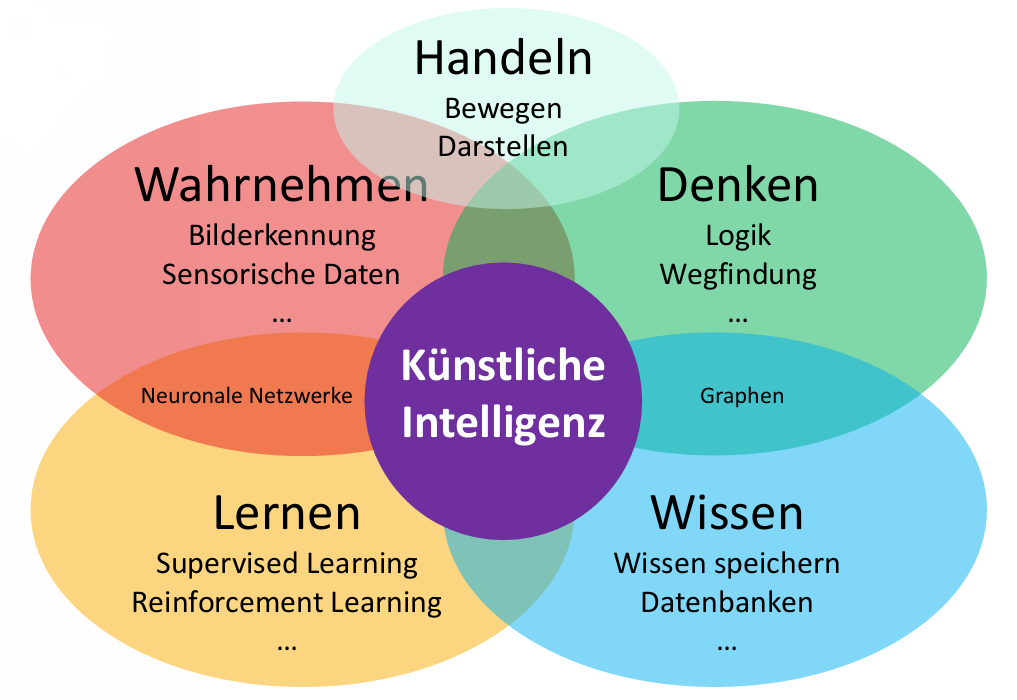 Handeln
Bewegen
Darstellen
Wahrnehmen
Bilderkennung
Sensorische Daten
...
Denken
Logik
Wegfindung
...
Neuronale Netzwerke
Künstliche
Intelligenz
Graphen
Lernen
Supervised Learning
Reinforcement Learning
...
Wissen
Wissen speichern
Datenbanken
...